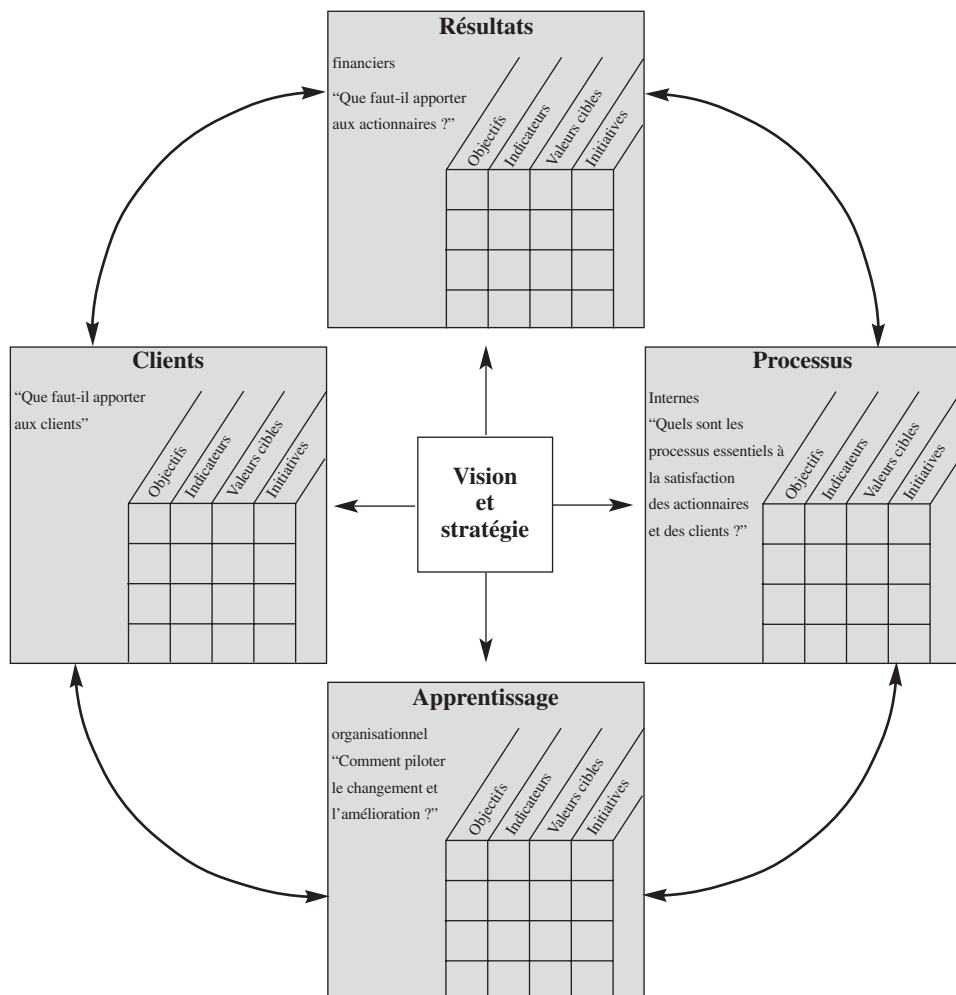 Résultats
financiers
“Que faut-il apporter
aux actionnaires ?”
Objectifs
Indicateurs
Valeurs cibles
Initiatives
Clients
“Que faut-il apporter
aux clients”
Objectifs
Indicateurs
Valeurs cibles
Initiatives
Vision
et
stratégie
Processus
Internes
“Quels sont les
processus essentiels à
la satisfaction
des actionnaires
et des clients ?”
Objectifs
Indicateurs
Valeurs cibles
Initiatives
Apprentissage
organisationnel
“Comment piloter
le changement et
l’amélioration ?”
Objectifs
Indicateurs
Valeurs cibles
Initiatives